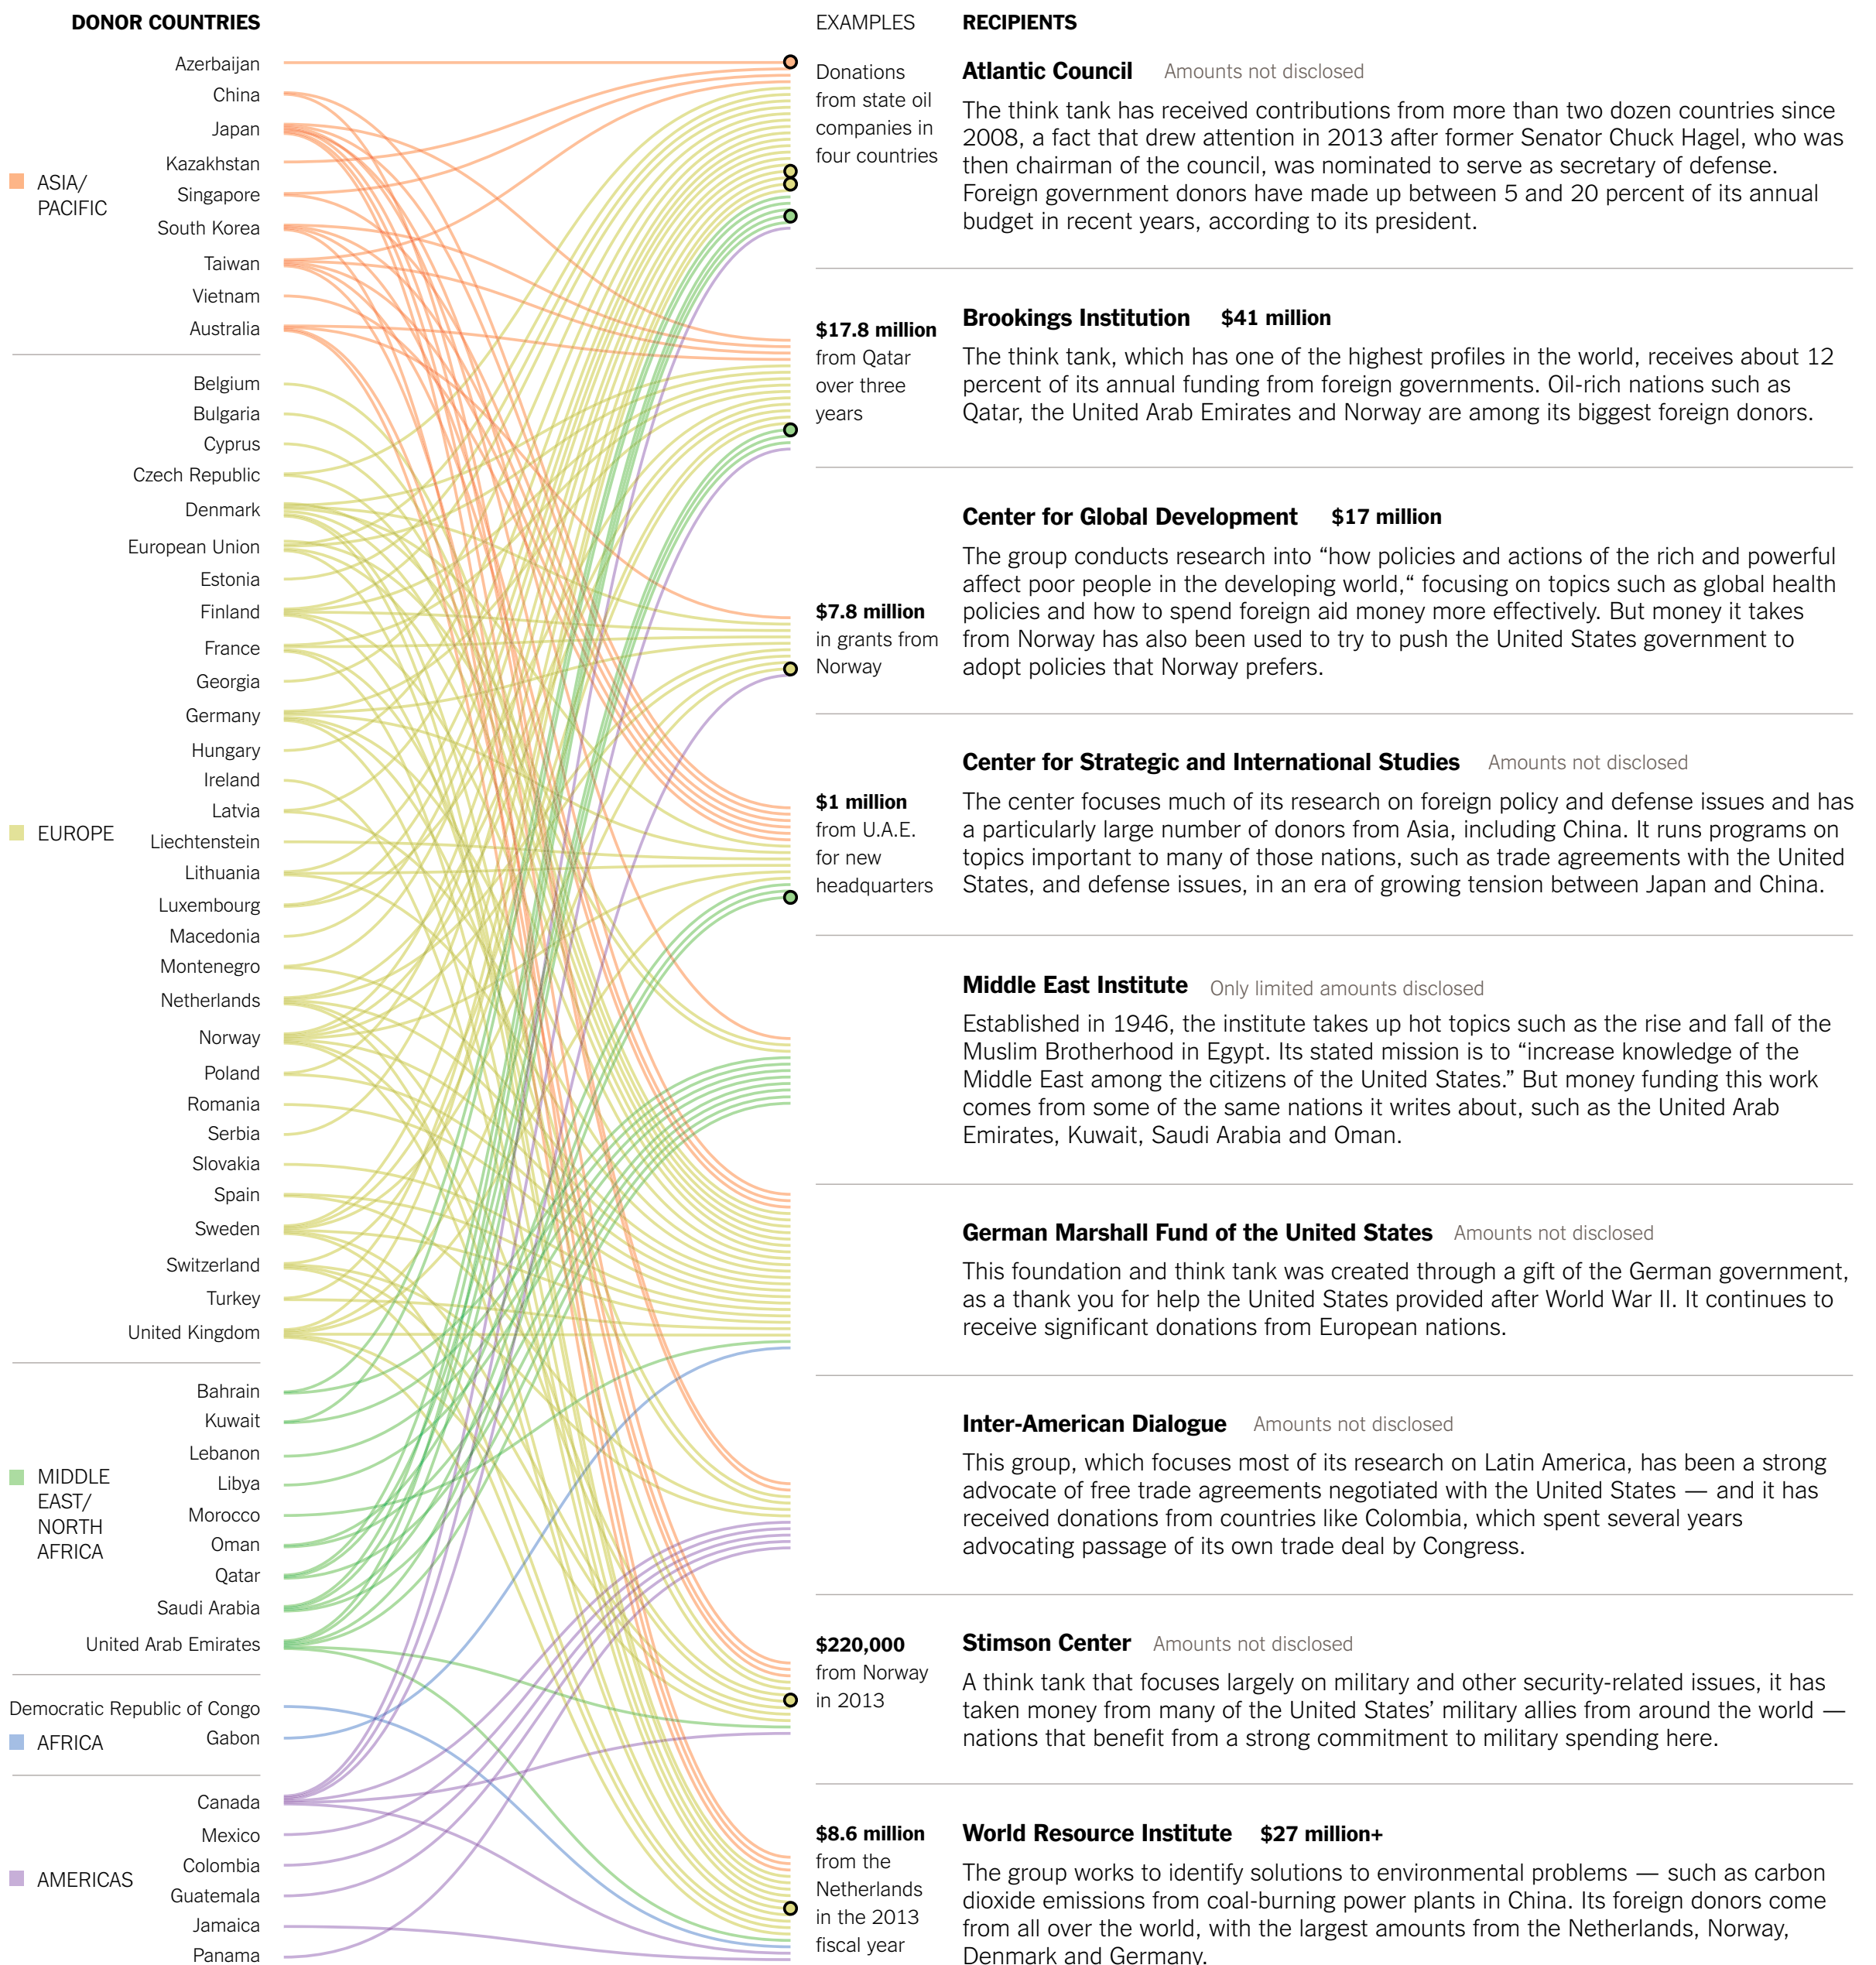 DONOR COUNTRIES
ASIA/
PACIFIC
Azerbaijan
China
Japan
Kazakhstan
Singapore
South Korea
Taiwan
Vietnam
Australia
EUROPE
Belgium
Bulgaria
Cyprus
Czech Republic
Denmark
European Union
Estonia
Finland
France
Georgia
Germany
Hungary
Ireland
Latvia
Liechtenstein
Lithuania
Luxembourg
Macedonia
Montenegro
Netherlands
Norway
Poland
Romania
Serbia
Slovakia
Spain
Sweden
Switzerland
Turkey
United Kingdom
MIDDLE
EAST/
NORTH
AFRICA
Bahrain
Kuwait
Lebanon
Libya
Morocco
Oman
Qatar
Saudi Arabia
United Arab Emirates
AFRICA
Democratic Republic of Congo
Gabon
AMERICAS
Canada
Mexico
Colombia
Guatemala
Jamaica
Panama
EXAMPLES
RECIPIENTS
Donations
from state oil
companies in
four countries
Atlantic Council Amounts not disclosed
The think tank has received contributions from more than two dozen countries since
2008, a fact that drew attention in 2013 after former Senator Chuck Hagel, who was
then chairman of the council, was nominated to serve as secretary of defense.
Foreign government donors have made up between 5 and 20 percent of its annual
budget in recent years, according to its president.
$17.8 million
from Qatar
over three
years
Brookings Institution $41 million
The think tank, which has one of the highest profiles in the world, receives about 12
percent of its annual funding from foreign governments. Oil-rich nations such as
Qatar, the United Arab Emirates and Norway are among its biggest foreign donors.
$7.8 million
in grants from
Norway
Center for Global Development $17 million
The group conducts research into “how policies and actions of the rich and powerful
affect poor people in the developing world,“ focusing on topics such as global health
policies and how to spend foreign aid money more effectively. But money it takes
from Norway has also been used to try to push the United States government to
adopt policies that Norway prefers.
$1 million
from U.A.E.
for new
headquarters
Center for Strategic and International Studies Amounts not disclosed
The center focuses much of its research on foreign policy and defense issues and has
a particularly large number of donors from Asia, including China. It runs programs on
topics important to many of those nations, such as trade agreements with the United
States, and defense issues, in an era of growing tension between Japan and China.
Middle East Institute Only limited amounts disclosed
Established in 1946, the institute takes up hot topics such as the rise and fall of the
Muslim Brotherhood in Egypt. Its stated mission is to “increase knowledge of the
Middle East among the citizens of the United States.” But money funding this work
comes from some of the same nations it writes about, such as the United Arab
Emirates, Kuwait, Saudi Arabia and Oman.
German Marshall Fund of the United States Amounts not disclosed
This foundation and think tank was created through a gift of the German government,
as a thank you for help the United States provided after World War II. It continues to
receive significant donations from European nations.
Inter-American Dialogue Amounts not disclosed
This group, which focuses most of its research on Latin America, has been a strong
advocate of free trade agreements negotiated with the United States — and it has
received donations from countries like Colombia, which spent several years
advocating passage of its own trade deal by Congress.
$220,000
from Norway
in 2013
Stimson Center Amounts not disclosed
A think tank that focuses largely on military and other security-related issues, it has
taken money from many of the United States’ military allies from around the world —
nations that benefit from a strong commitment to military spending here.
$8.6 million
from the
Netherlands
in the 2013
fiscal year
World Resource Institute $27 million+
The group works to identify solutions to environmental problems — such as carbon
dioxide emissions from coal-burning power plants in China. Its foreign donors come
from all over the world, with the largest amounts from the Netherlands, Norway,
Denmark and Germany.